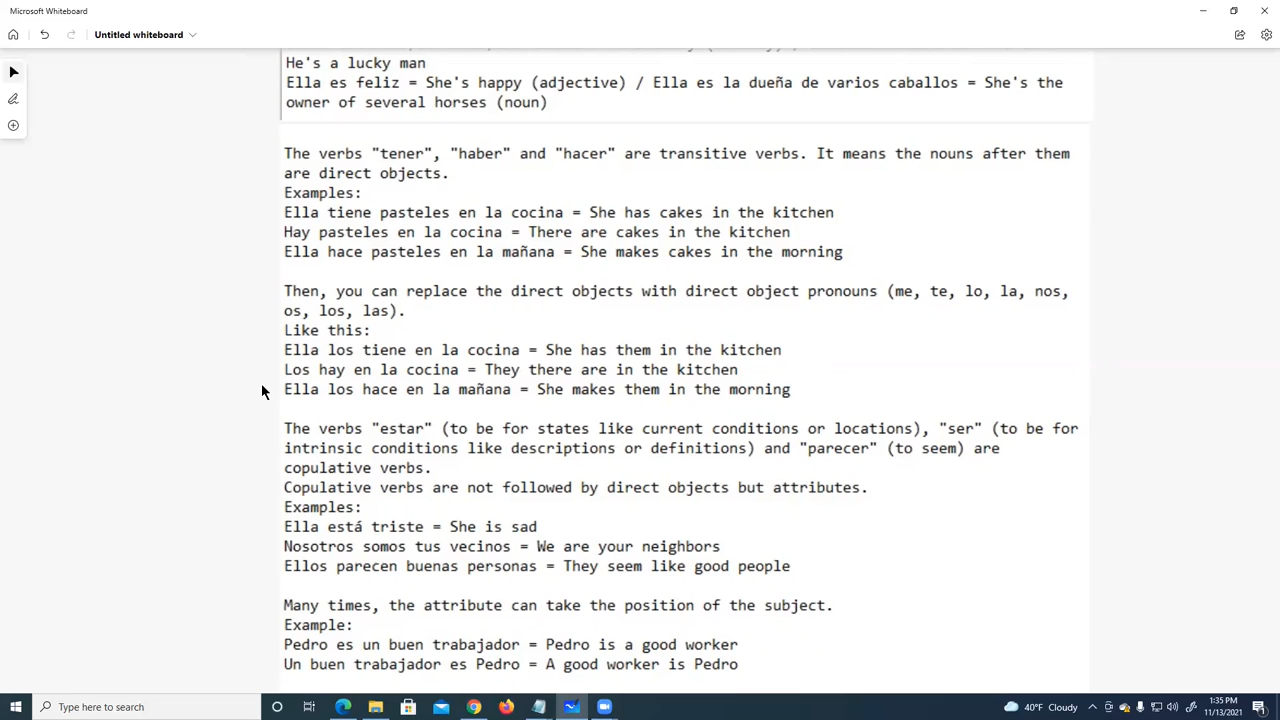 Microsoft Whiteboard
Untitled whiteboard
He's a lucky man
Ella es feliz = She's happy (adjective) / Ella es la dueña de varios caballos = She's the
owner of several horses (noun)
The verbs "tener", "haber" and "hacer" are transitive verbs. It means the nouns after them
are direct objects.
Examples:
Ella tiene pasteles en la cocina = She has cakes in the kitchen
Hay pasteles en la cocina = There are cakes in the kitchen
Ella hace pasteles en la mañana = She makes cakes in the morning
Then, you can replace the direct objects with direct object pronouns (me, te, lo, la, nos,
os, los, las).
Like this:
Ella los tiene en la cocina = She has them in the kitchen
Los hay en la cocina = They there are in the kitchen
Ella los hace en la mañana = She makes them in the morning
The verbs "estar" (to be for states like current conditions or locations), "ser" (to be for
intrinsic conditions like descriptions or definitions) and "parecer" (to seem) are
copulative verbs.
Copulative verbs are not followed by direct objects but attributes.
Examples:
Ella está triste = She is sad
Nosotros somos tus vecinos = We are your neighbors
Ellos parecen buenas personas = They seem like good people
Many times, the attribute can take the position of the subject.
Example:
Pedro es un buen trabajador = Pedro is a good worker
Un buen trabajador es Pedro = A good worker is Pedro
Type here to search
40°F Cloudy
1:35 PM
11/13/2021